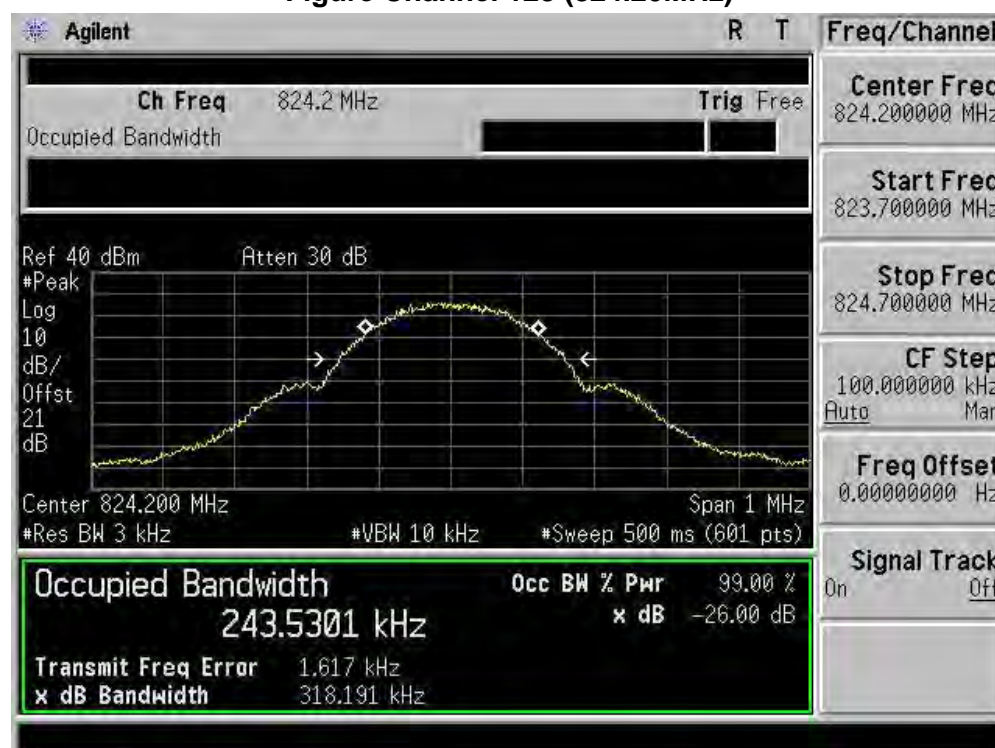 Agilent R T Freq/Channel
Ch Freq 824.2 MHz Trig Free
Occupied Bandwidth
Center Freq
824.200000 MHz
Start Freq
823.700000 MHz
Stop Freq
824.700000 MHz
CF Step
100.000000 kHz
Auto Man
Freq Offset
0.00000000 Hz
Signal Track
On Off
Ref 40 dBm Atten 30 dB
#Peak
Log
10
dB/
Offst
21
dB
Center 824.200 MHz Span 1 MHz
#Res BW 3 kHz #VBW 10 kHz #Sweep 500 ms (601 pts)
Occupied Bandwidth Occ BW % Pwr 99.00 %
243.5301 kHz x dB -26.00 dB
Transmit Freq Error 1.617 kHz
x dB Bandwidth 318.191 kHz